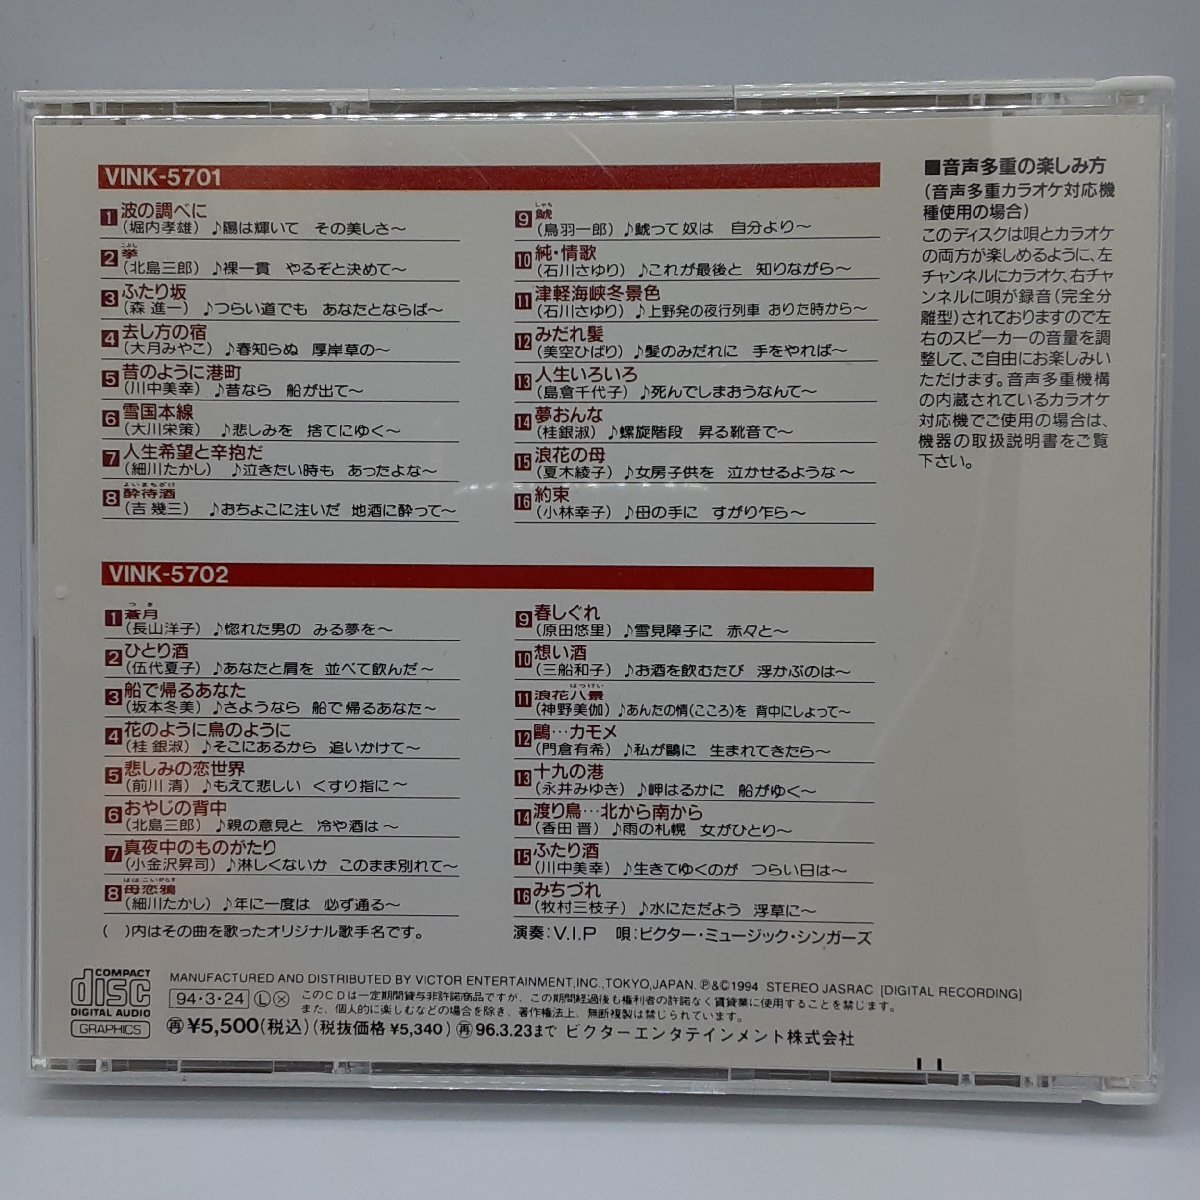 VINK-5701
1 波の調べに
(堀内孝雄) ♪陽は輝いて その美しさ〜
こぶし
2 拳
(北島三郎) ♪裸一貫 やるぞと決めて〜
3 ふたり坂
(森 進一) ♪つらい道でも あなたとならば〜
4 去し方の宿
(大月みやこ) ♪春知らぬ 厚岸草の〜
5 昔のように港町
(川中美幸) ♪昔なら 船が出て〜
6 雪国本線
(大川栄策) ♪悲しみを 捨てにゆく〜
7 人生希望と辛抱だ
(細川たかし) ♪泣きたい時も あったよな〜
よいまちざけ
8 酔待酒
(吉 幾三) ♪おちょこに注いだ 地酒に酔って〜
しゃち
9 鯱
(鳥羽一郎) ♪鯱って奴は 自分より〜
10 純・情歌
(石川さゆり) ♪これが最後と 知りながら〜
11 津軽海峡冬景色
(石川さゆり) ♪上野発の夜行列車 おりた時から〜
12 みだれ髪
(美空ひばり) ♪髪のみだれに 手をやれば〜
13 人生いろいろ
(島倉千代子) ♪死んでしまおうなんて〜
14 夢おんな
(桂銀淑) ♪螺旋階段 昇る靴音で〜
15 浪花の母
(夏木綾子) ♪女房子供を 泣かせるような〜
16 約束
(小林幸子) ♪母の手に すがり乍ら〜
■音声多重の楽しみ方
(音声多重カラオケ対応機
種使用の場合)
このディスクは唄とカラオケ
の両方が楽しめるように、左
チャンネルにカラオケ、右チャ
ンネルに唄が録音(完全分
離型)されておりますので左
右のスピーカーの音量を調
整して、ご自由にお楽しみい
ただけます。音声多重機構
の内蔵されているカラオケ
対応機でご使用の場合は、
機器の取扱説明書をご覧
下さい。
VINK-5702
つき
1 蒼月
(長山洋子) ♪惚れた男の みる夢を〜
2 ひとり酒
(伍代夏子) ♪あなたと肩を 並べて飲んだ〜
3 船で帰るあなた
(坂本冬美) ♪さようなら 船で帰るあなた〜
4 花のように鳥のように
(桂 銀淑) ♪そこにあるから 追いかけて〜
5 悲しみの恋世界
(前川 清) ♪もえて悲しい くすり指に〜
6 おやじの背中
(北島三郎) ♪親の意見と 冷や酒は〜
7 真夜中のものがたり
(小金沢昇司) ♪淋しくないか このまま別れて〜
ははこいがらす
8 母恋鴉
(細川たかし) ♪年に一度は 必ず通る〜
( )内はその曲を歌ったオリジナル歌手名です。
9 春しぐれ
(原田悠里) ♪雪見障子に 赤々と〜
10 想い酒
(三船和子) ♪お酒を飲むたび 浮かぶのは〜
はっけい
11 浪花八景
(神野美伽) ♪あんたの情(こころ)を 背中にしょって〜
12 鷗…カモメ
(門倉有希) ♪私が鷗に 生まれてきたら〜
13 十九の港
(永井みゆき) ♪岬はるかに 船がゆく〜
14 渡り鳥…北から南から
(香田 晋) ♪雨の札幌 女がひとり〜
15 ふたり酒
(川中美幸) ♪生きてゆくのが つらい日は〜
16 みちづれ
(牧村三枝子) ♪水にただよう 浮草に〜
演奏:V.I.P 唄:ビクター・ミュージック・シンガーズ
COMPACT
disc
DIGITAL AUDIO
GRAPHICS
MANUFACTURED AND DISTRIBUTED BY VICTOR ENTERTAINMENT, INC., TOKYO, JAPAN. Ⓟ&©1994 STEREO JASRAC [DIGITAL RECORDING]
94・3・24 Ⓛ ⓧ このCDは一定期間貸与非許諾商品ですが、この期間経過後も権利者の許諾なく賃貸業に使用することを禁じます。
また、個人的に楽しむなどの場合を除き、著作権法上、無断複製は禁じられています。
㋐ ¥5,500(税込)(税抜価格 ¥5,340) 再 96.3.23まで ビクターエンタテインメント株式会社